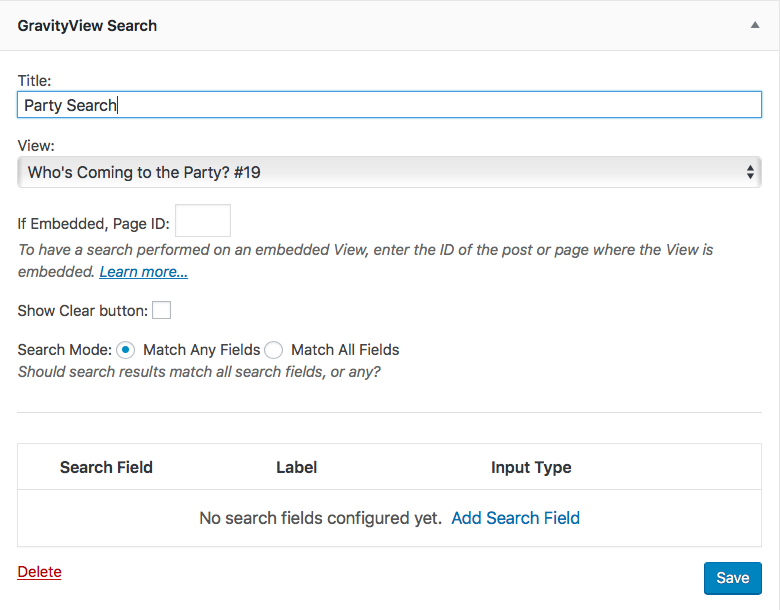 GravityView Search
Title:
Party Search
View:
Who's Coming to the Party? #19
If Embedded, Page ID:
To have a search performed on an embedded View, enter the ID of the post or page where the View is
embedded. Learn more...
Show Clear button:
Search Mode: Match Any Fields Match All Fields
Should search results match all search fields, or any?
Search Field Label Input Type
No search fields configured yet. Add Search Field
Delete Save